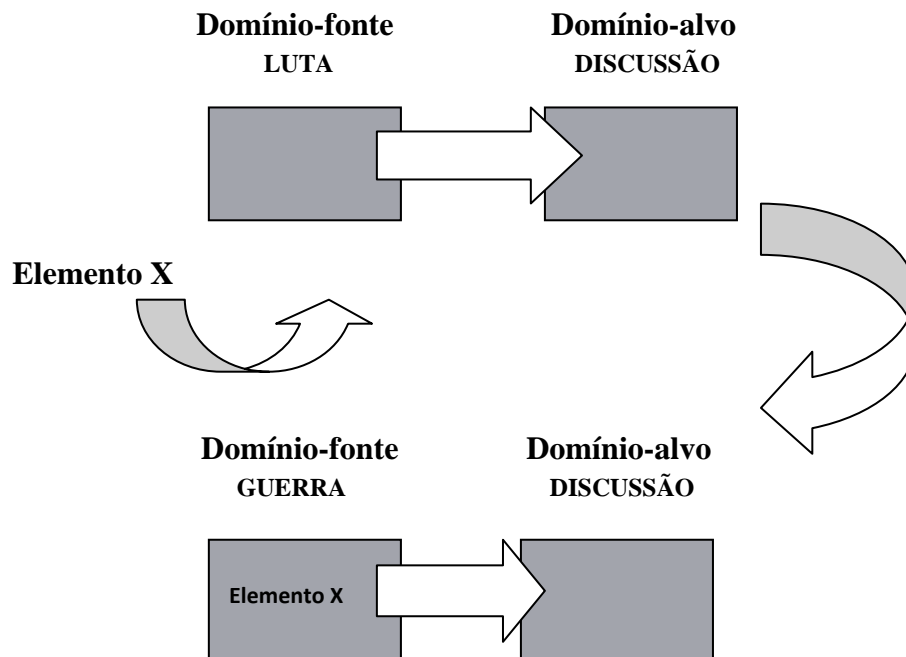 Domínio-fonte
LUTA
Domínio-alvo
DISCUSSÃO
Elemento X
Domínio-fonte
GUERRA
Domínio-alvo
DISCUSSÃO
Elemento X